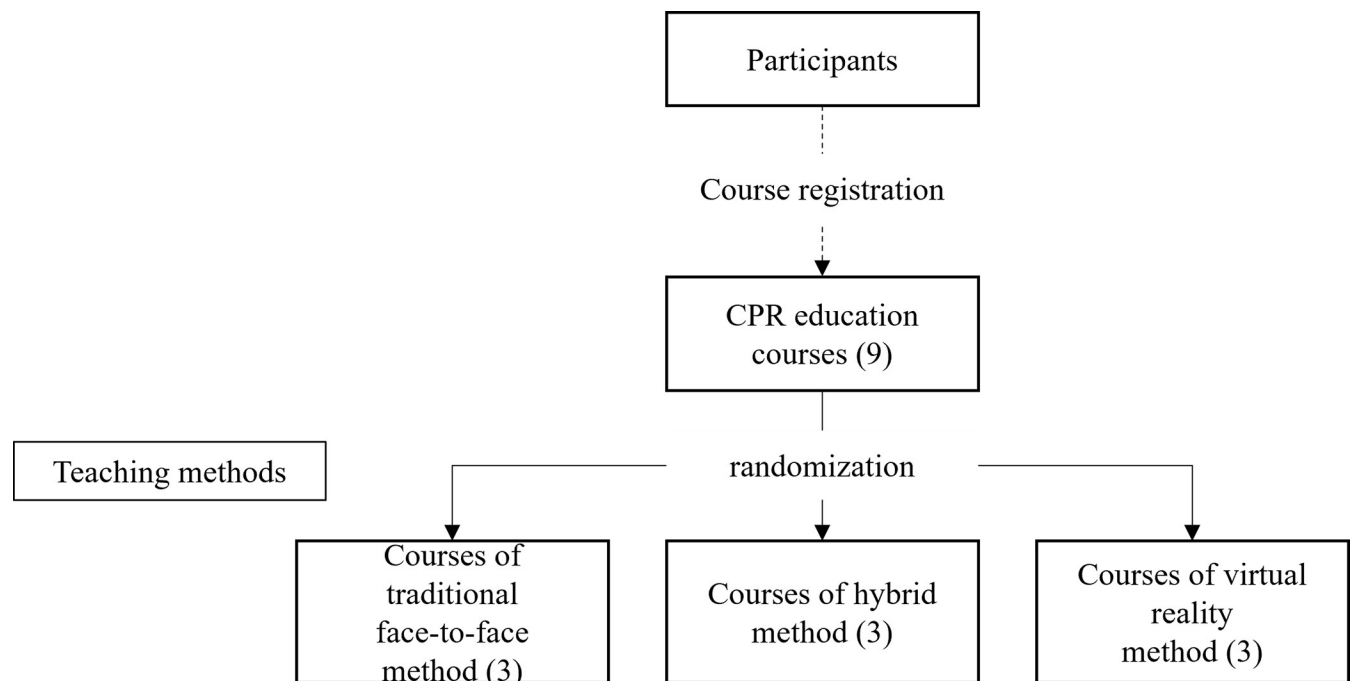 Participants
Course registration
CPR education
courses (9)
randomization
Teaching methods
Courses of
traditional
face-to-face
method (3)
Courses of hybrid
method (3)
Courses of virtual
reality
method (3)